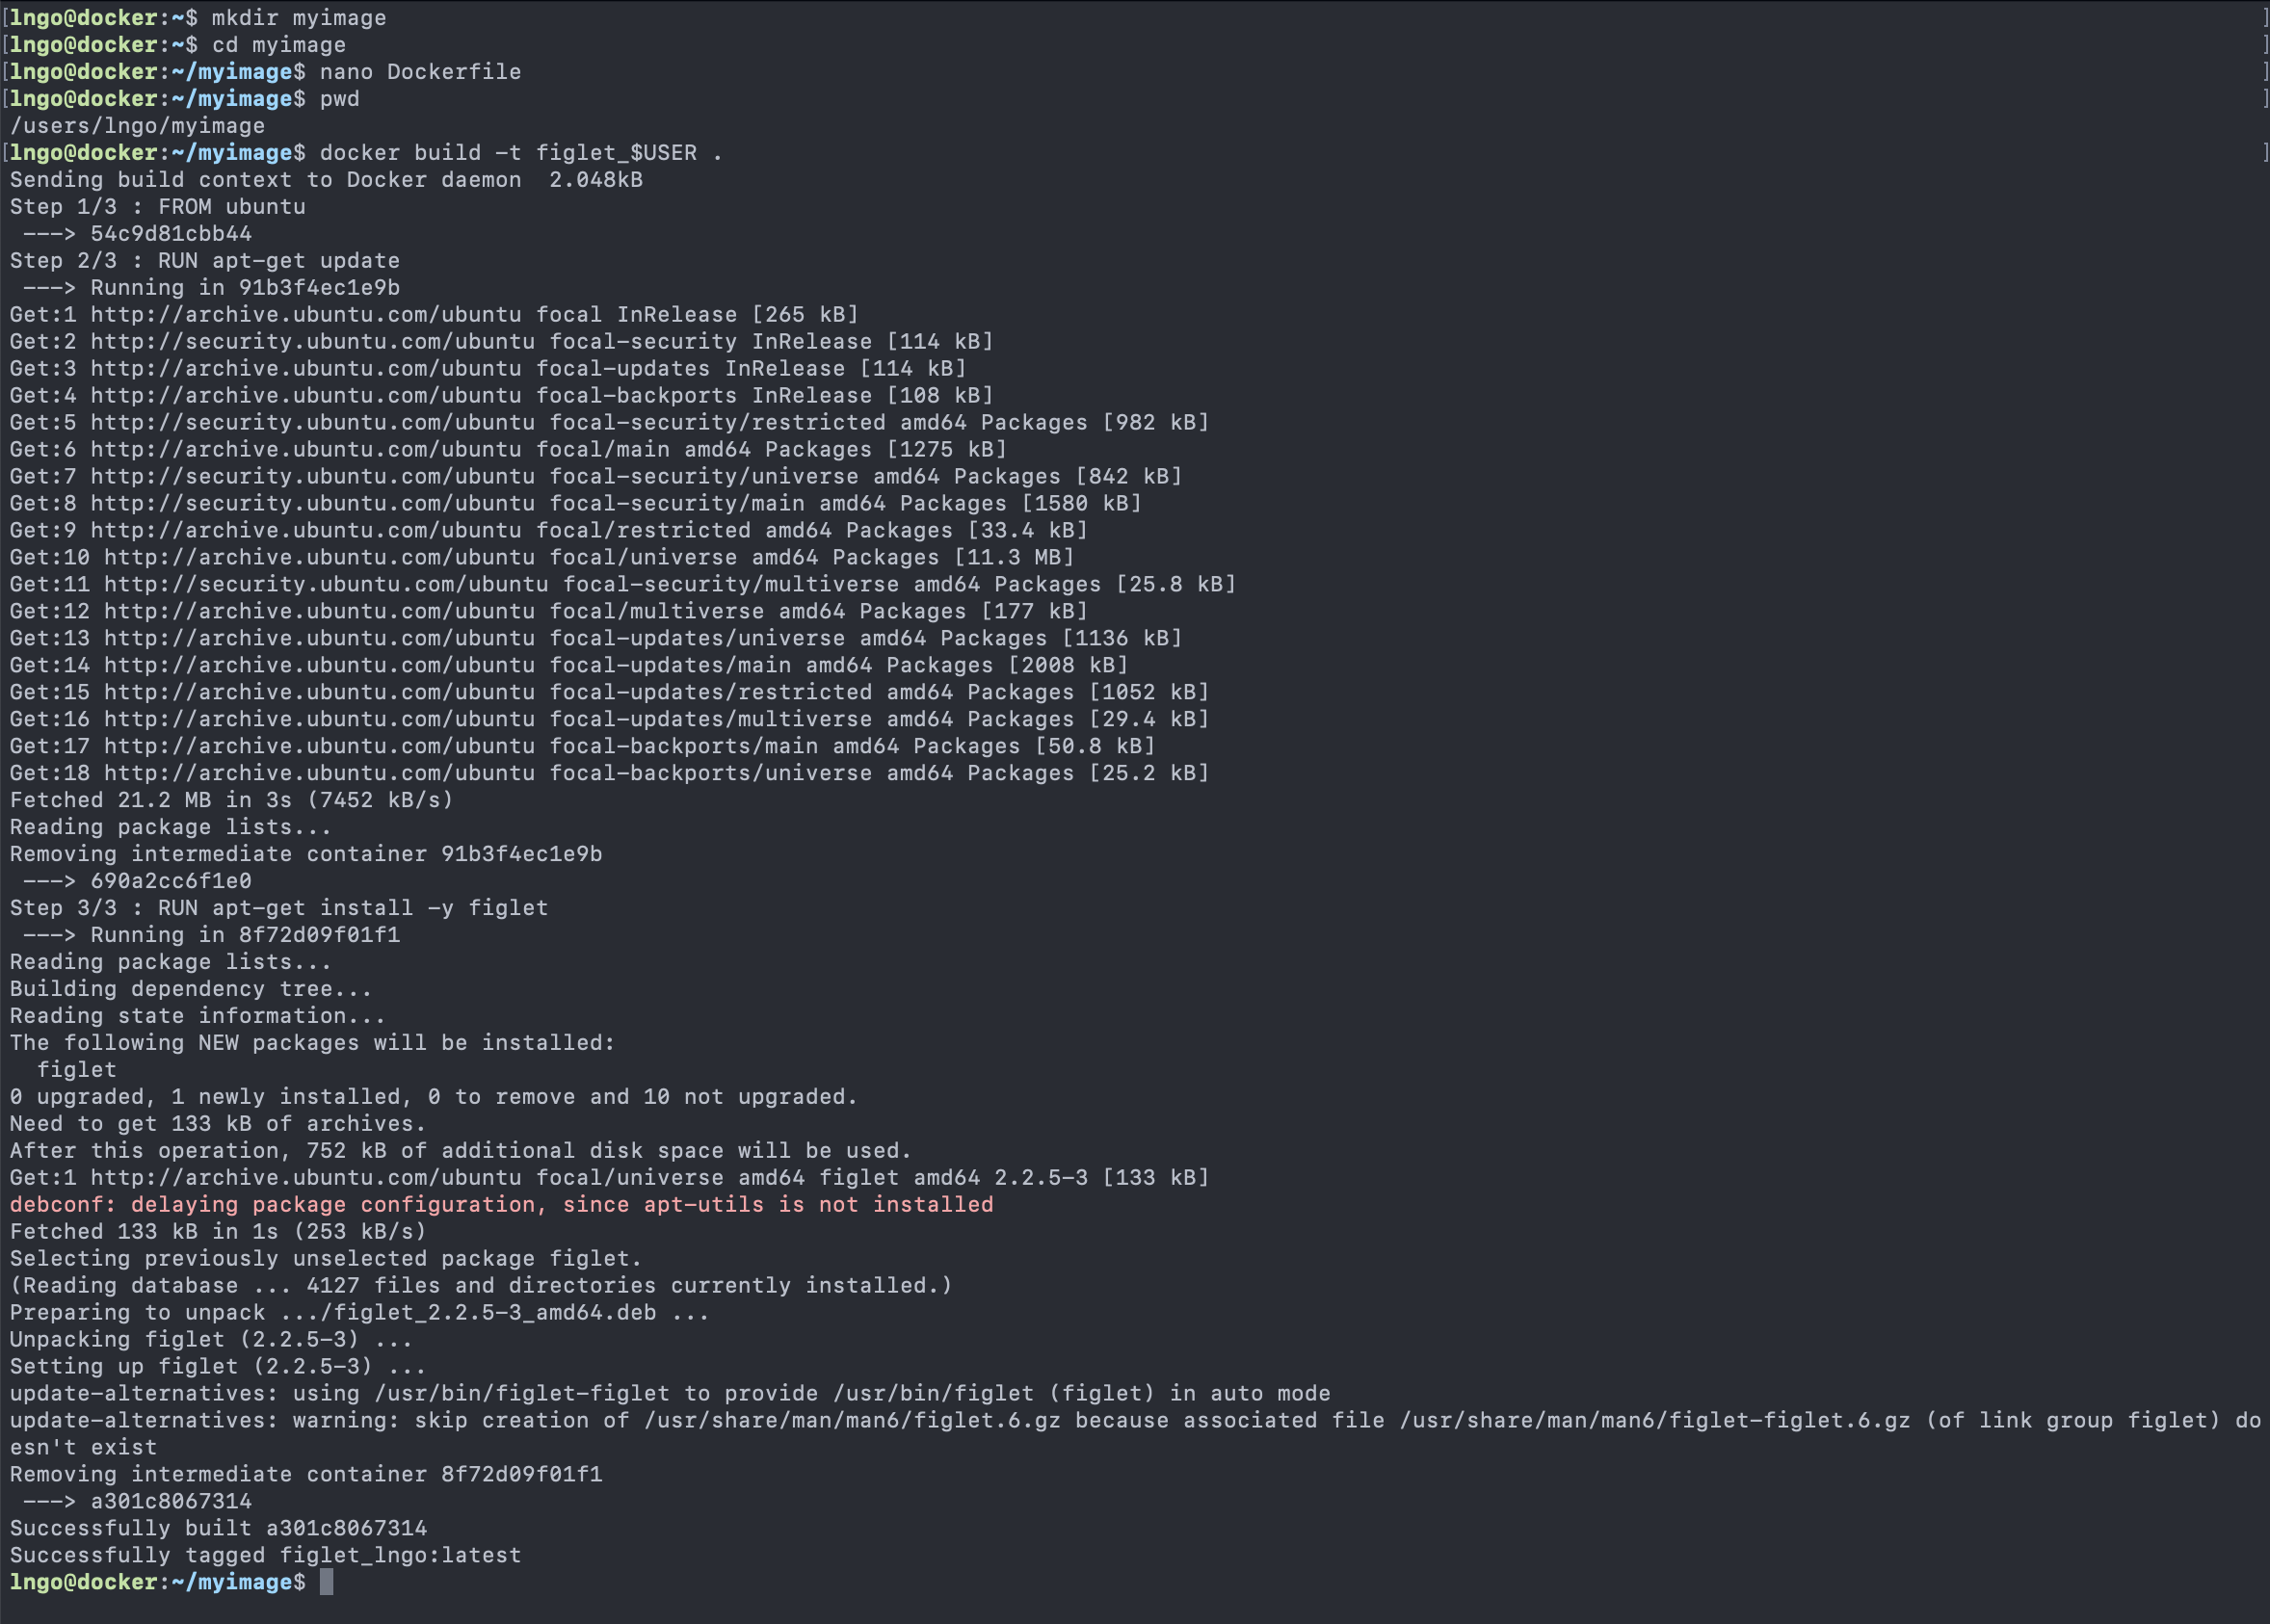 [lngo@docker:~$ mkdir myimage ]
[lngo@docker:~$ cd myimage ]
[lngo@docker:~/myimage$ nano Dockerfile ]
[lngo@docker:~/myimage$ pwd ]
/users/lngo/myimage
[lngo@docker:~/myimage$ docker build -t figlet_$USER . ]
Sending build context to Docker daemon  2.048kB
Step 1/3 : FROM ubuntu
 ---> 54c9d81cbb44
Step 2/3 : RUN apt-get update
 ---> Running in 91b3f4ec1e9b
Get:1 http://archive.ubuntu.com/ubuntu focal InRelease [265 kB]
Get:2 http://security.ubuntu.com/ubuntu focal-security InRelease [114 kB]
Get:3 http://archive.ubuntu.com/ubuntu focal-updates InRelease [114 kB]
Get:4 http://archive.ubuntu.com/ubuntu focal-backports InRelease [108 kB]
Get:5 http://security.ubuntu.com/ubuntu focal-security/restricted amd64 Packages [982 kB]
Get:6 http://archive.ubuntu.com/ubuntu focal/main amd64 Packages [1275 kB]
Get:7 http://security.ubuntu.com/ubuntu focal-security/universe amd64 Packages [842 kB]
Get:8 http://security.ubuntu.com/ubuntu focal-security/main amd64 Packages [1580 kB]
Get:9 http://archive.ubuntu.com/ubuntu focal/restricted amd64 Packages [33.4 kB]
Get:10 http://archive.ubuntu.com/ubuntu focal/universe amd64 Packages [11.3 MB]
Get:11 http://security.ubuntu.com/ubuntu focal-security/multiverse amd64 Packages [25.8 kB]
Get:12 http://archive.ubuntu.com/ubuntu focal/multiverse amd64 Packages [177 kB]
Get:13 http://archive.ubuntu.com/ubuntu focal-updates/universe amd64 Packages [1136 kB]
Get:14 http://archive.ubuntu.com/ubuntu focal-updates/main amd64 Packages [2008 kB]
Get:15 http://archive.ubuntu.com/ubuntu focal-updates/restricted amd64 Packages [1052 kB]
Get:16 http://archive.ubuntu.com/ubuntu focal-updates/multiverse amd64 Packages [29.4 kB]
Get:17 http://archive.ubuntu.com/ubuntu focal-backports/main amd64 Packages [50.8 kB]
Get:18 http://archive.ubuntu.com/ubuntu focal-backports/universe amd64 Packages [25.2 kB]
Fetched 21.2 MB in 3s (7452 kB/s)
Reading package lists...
Removing intermediate container 91b3f4ec1e9b
 ---> 690a2cc6f1e0
Step 3/3 : RUN apt-get install -y figlet
 ---> Running in 8f72d09f01f1
Reading package lists...
Building dependency tree...
Reading state information...
The following NEW packages will be installed:
  figlet
0 upgraded, 1 newly installed, 0 to remove and 10 not upgraded.
Need to get 133 kB of archives.
After this operation, 752 kB of additional disk space will be used.
Get:1 http://archive.ubuntu.com/ubuntu focal/universe amd64 figlet amd64 2.2.5-3 [133 kB]
debconf: delaying package configuration, since apt-utils is not installed
Fetched 133 kB in 1s (253 kB/s)
Selecting previously unselected package figlet.
(Reading database ... 4127 files and directories currently installed.)
Preparing to unpack .../figlet_2.2.5-3_amd64.deb ...
Unpacking figlet (2.2.5-3) ...
Setting up figlet (2.2.5-3) ...
update-alternatives: using /usr/bin/figlet-figlet to provide /usr/bin/figlet (figlet) in auto mode
update-alternatives: warning: skip creation of /usr/share/man/man6/figlet.6.gz because associated file /usr/share/man/man6/figlet-figlet.6.gz (of link group figlet) do
esn't exist
Removing intermediate container 8f72d09f01f1
 ---> a301c8067314
Successfully built a301c8067314
Successfully tagged figlet_lngo:latest
lngo@docker:~/myimage$